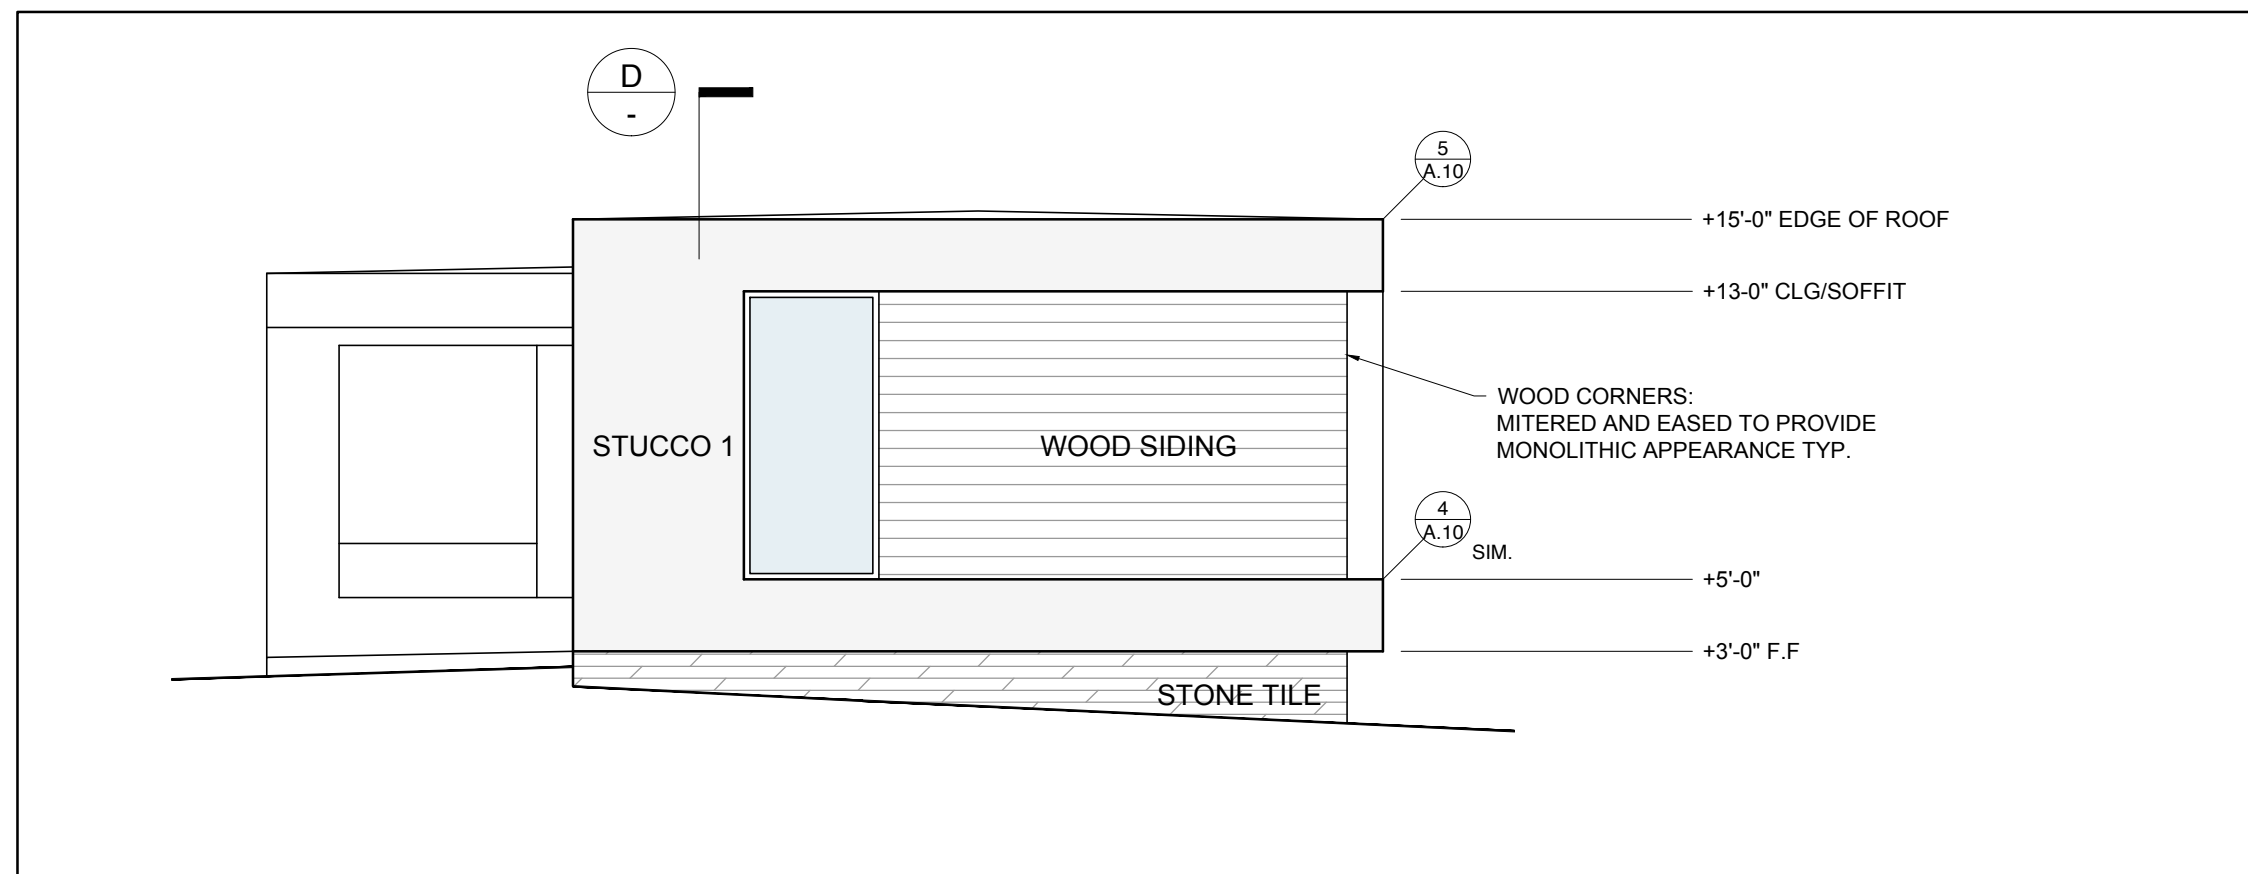 D
-
5
A.10
+15'-0" EDGE OF ROOF
+13-0" CLG/SOFFIT
WOOD CORNERS:
MITERED AND EASED TO PROVIDE
MONOLITHIC APPEARANCE TYP.
STUCCO 1
WOOD SIDING
4
A.10
SIM.
+5'-0"
+3'-0" F.F
STONE TILE